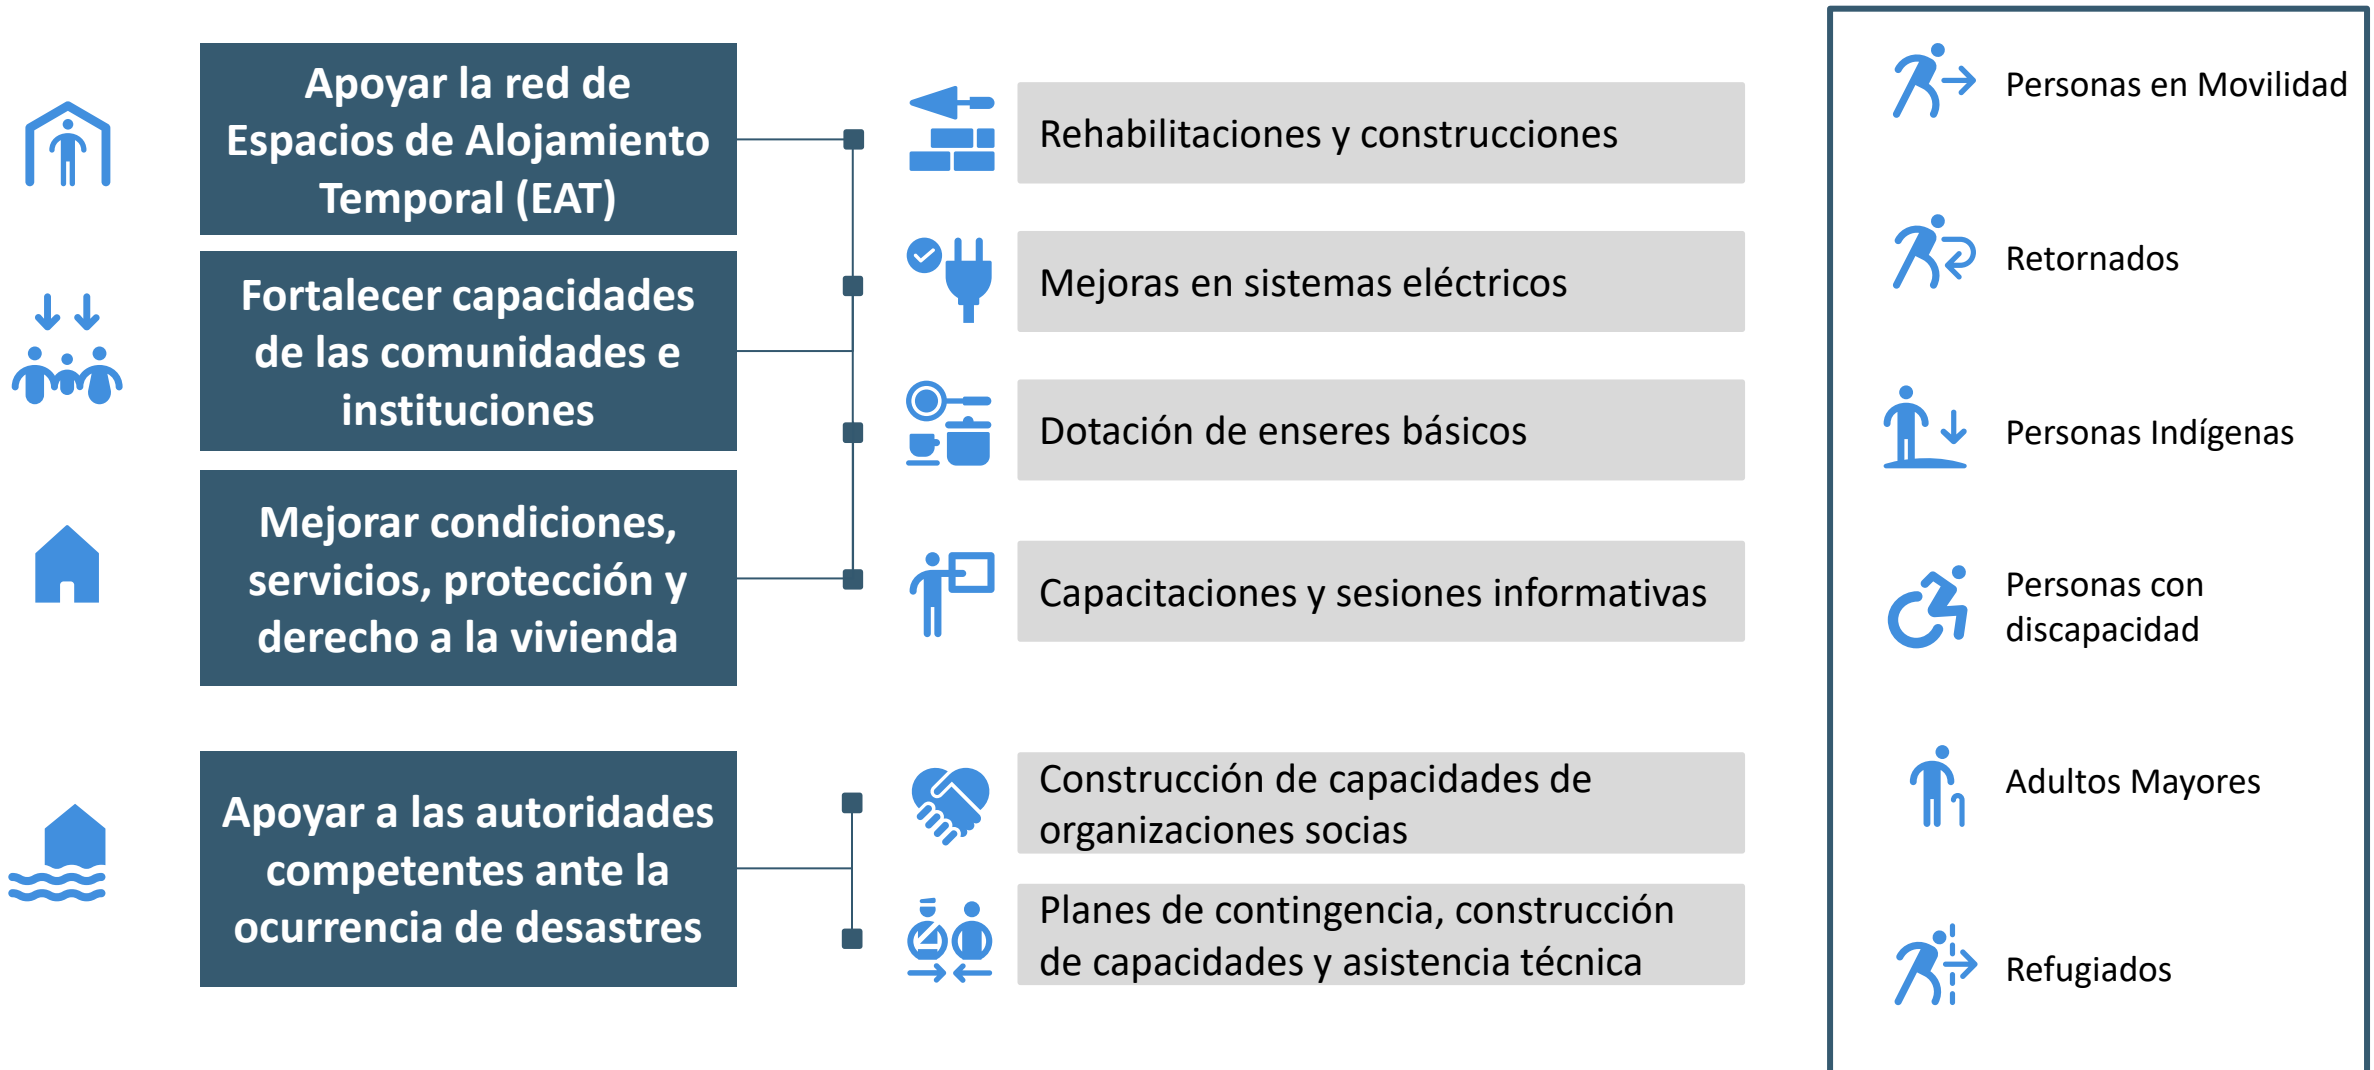 Apoyar la red de
Espacios de Alojamiento
Temporal (EAT)
Fortalecer capacidades
de las comunidades e
instituciones
Mejorar condiciones,
servicios, protección y
derecho a la vivienda
Apoyar a las autoridades
competentes ante la
ocurrencia de desastres
Rehabilitaciones y construcciones
Mejoras en sistemas eléctricos
Dotación de enseres básicos
Capacitaciones y sesiones informativas
Construcción de capacidades de
organizaciones socias
Planes de contingencia, construcción
de capacidades y asistencia técnica
Personas en Movilidad
Retornados
Personas Indígenas
Personas con
discapacidad
Adultos Mayores
Refugiados